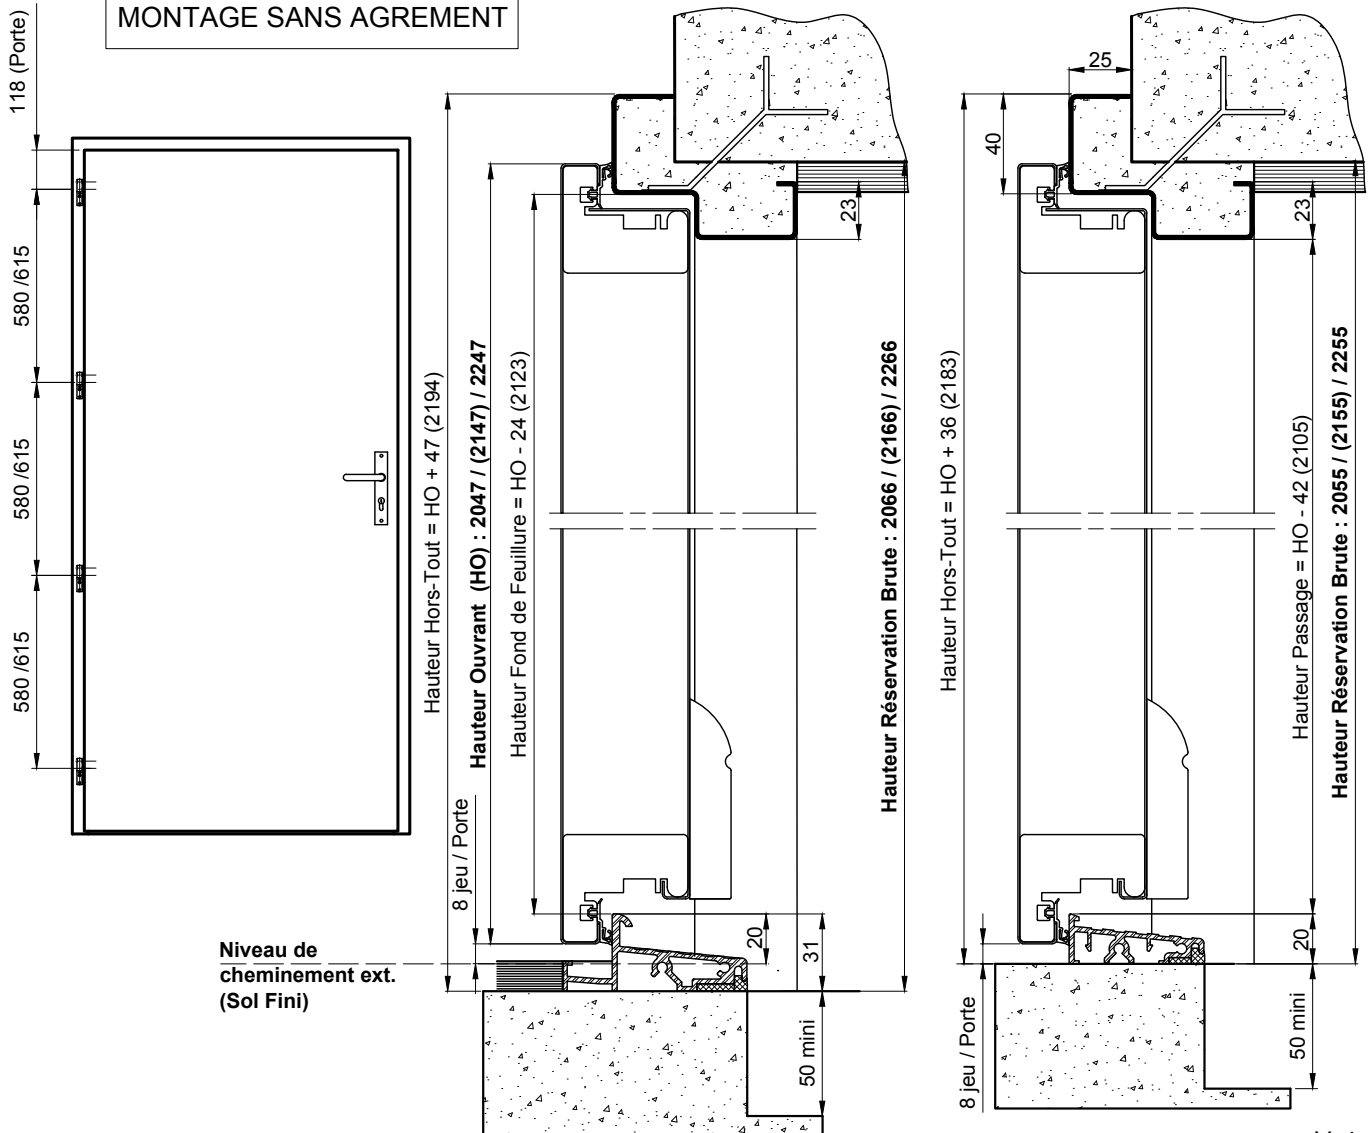 MONTAGE SANS AGREMENT
118 (Porte)
580 /615
580 /615
580 /615
Hauteur Hors-Tout = HO + 47 (2194)
Hauteur Ouvrant (HO) : 2047 / (2147) / 2247
Hauteur Fond de Feuillure = HO - 24 (2123)
8 jeu / Porte
Niveau de
cheminement ext.
(Sol Fini)
23
Hauteur Réservation Brute : 2066 / (2166) / 2266
20
31
50 mini
25
40
23
Hauteur Hors-Tout = HO + 36 (2183)
Hauteur Passage = HO - 42 (2105)
Hauteur Réservation Brute : 2055 / (2155) / 2255
20
8 jeu / Porte
50 mini